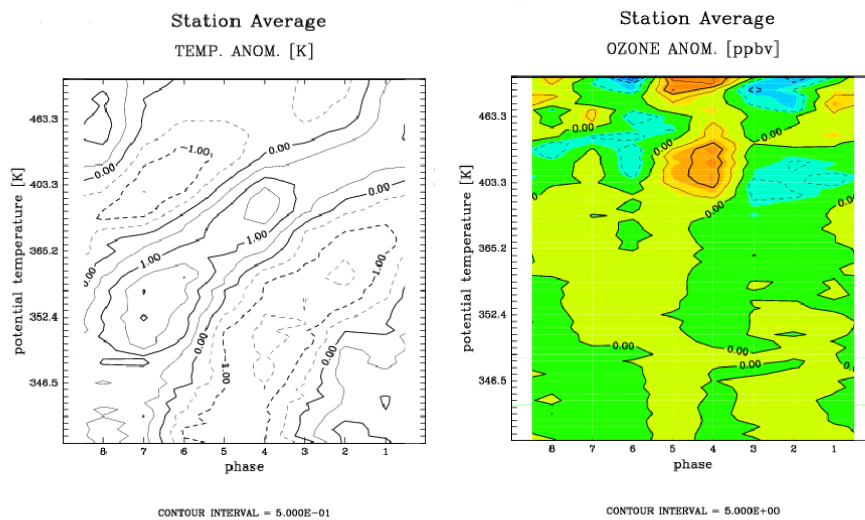 Station Average
TEMP. ANOM. [K]
potential temperature [K]
463.3
403.3
365.2
352.4
346.5
0.00
1.00
0.00
0.00
1.00
1.00
1.00
0.00
0.00
1.00
8 7 6 5 4 3 2 1
phase
CONTOUR INTERVAL = 5.000E-01
Station Average
OZONE ANOM. [ppbv]
potential temperature [K]
463.3
403.3
365.2
352.4
346.5
0.00
0.00
0.00
0.00
0.00
0.00
0.00
8 7 6 5 4 3 2 1
phase
CONTOUR INTERVAL = 5.000E+00